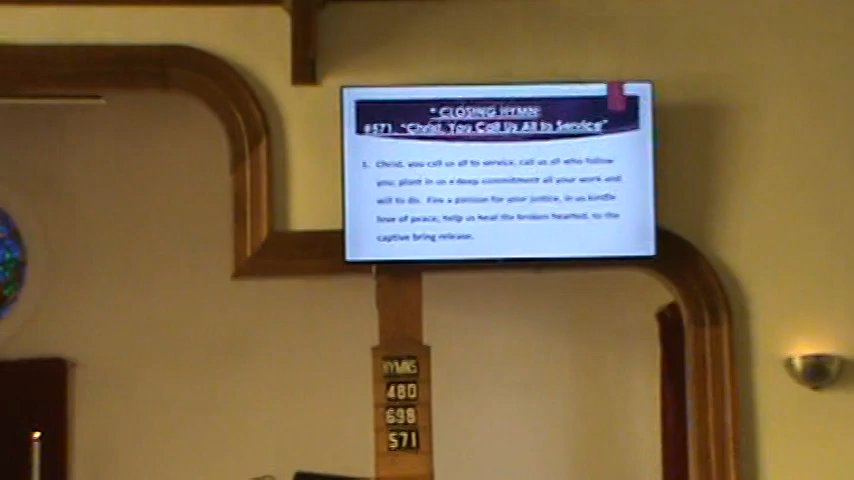 * CLOSING HYMN:
#571 "Christ, You Call Us All to Service"
1. Christ, you call us all to service, call us all who follow
you, plant in us a deep commitment all your work and
will to do. Fire a passion for your justice, in us kindle
love of peace, help us heal the broken hearted, to the
captive bring release.
HYMNS
480
698
571